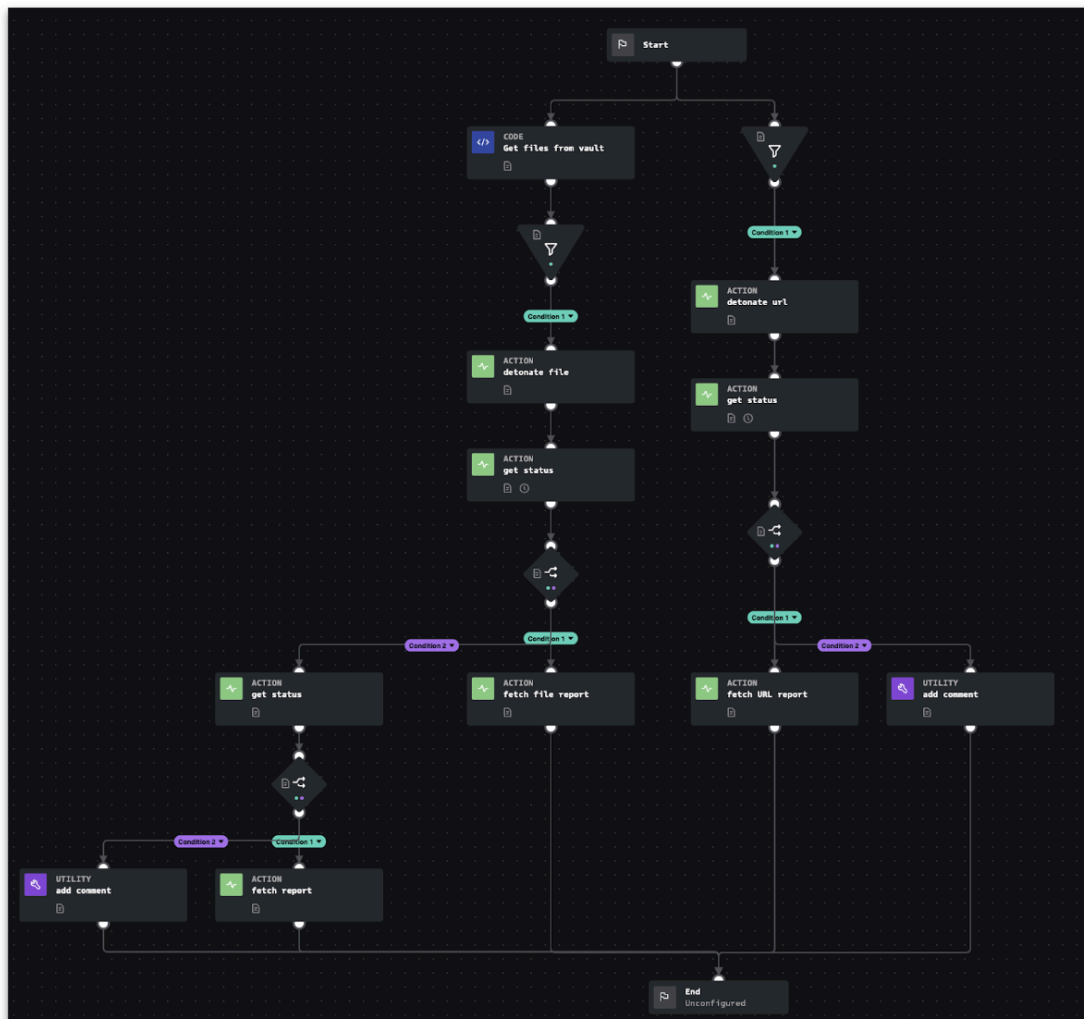 Start
CODE
Get files from vault
Condition 1
ACTION
detonate url
Condition 1
ACTION
detonate file
ACTION
get status
ACTION
get status
Condition 1
Condition 2
Condition 1
Condition 2
ACTION
get status
ACTION
fetch file report
ACTION
fetch URL report
UTILITY
add comment
Condition 2
Condition 1
UTILITY
add comment
ACTION
fetch report
End
Unconfigured